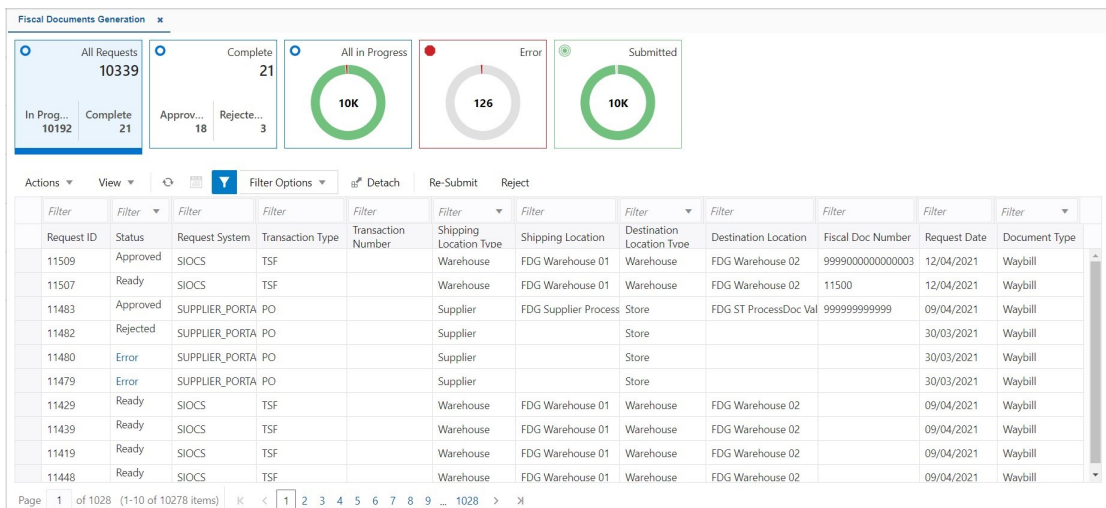 Fiscal Documents Generation x
All Requests
10339
In Prog... Complete
10192 21
Complete
21
Approv... Rejecte...
18 3
All in Progress
10K
Error
126
Submitted
10K
Actions View Filter Options Detach Re-Submit Reject
Filter Filter Filter Filter Filter Filter Filter Filter Filter Filter Filter Filter
Request ID Status Request System Transaction Type Transaction Number Shipping Location Type Shipping Location Destination Location Type Destination Location Fiscal Doc Number Request Date Document Type
11509 Approved SIOCS TSF Warehouse FDG Warehouse 01 Warehouse FDG Warehouse 02 9999000000000003 12/04/2021 Waybill
11507 Ready SIOCS TSF Warehouse FDG Warehouse 01 Warehouse FDG Warehouse 02 11500 12/04/2021 Waybill
11483 Approved SUPPLIER_PORTA PO Supplier FDG Supplier Process Store FDG ST ProcessDoc Val 999999999999 09/04/2021 Waybill
11482 Rejected SUPPLIER_PORTA PO Supplier Store 30/03/2021 Waybill
11480 Error SUPPLIER_PORTA PO Supplier Store 30/03/2021 Waybill
11479 Error SUPPLIER_PORTA PO Supplier Store 30/03/2021 Waybill
11429 Ready SIOCS TSF Warehouse FDG Warehouse 01 Warehouse FDG Warehouse 02 09/04/2021 Waybill
11439 Ready SIOCS TSF Warehouse FDG Warehouse 01 Warehouse FDG Warehouse 02 09/04/2021 Waybill
11419 Ready SIOCS TSF Warehouse FDG Warehouse 01 Warehouse FDG Warehouse 02 09/04/2021 Waybill
11448 Ready SIOCS TSF Warehouse FDG Warehouse 01 Warehouse FDG Warehouse 02 09/04/2021 Waybill
Page 1 of 1028 (1-10 of 10278 items) 1 2 3 4 5 6 7 8 9 ... 1028